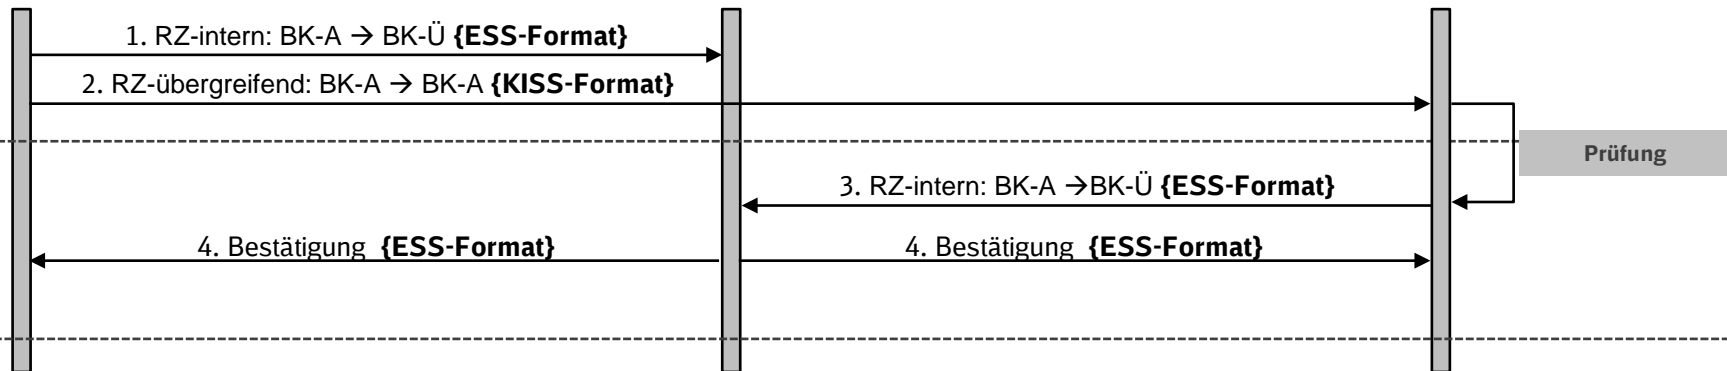 1. RZ-intern: BK-A → BK-Ü {ESS-Format}
2. RZ-übergreifend: BK-A → BK-A {KISS-Format}
Prüfung
3. RZ-intern: BK-A →BK-Ü {ESS-Format}
4. Bestätigung {ESS-Format}
4. Bestätigung {ESS-Format}